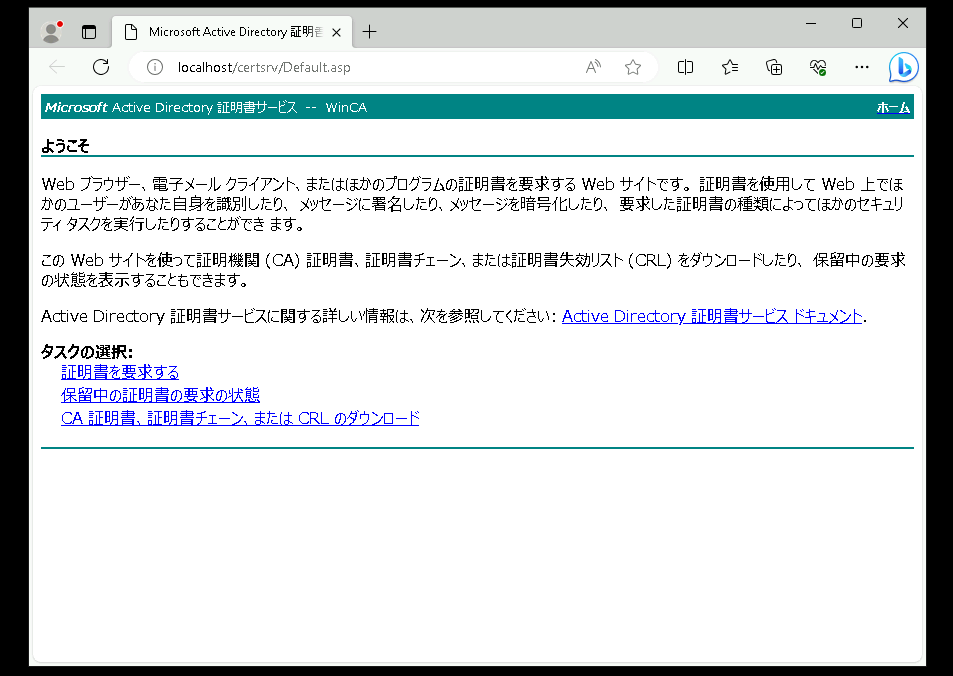 Microsoft Active Directory 証明
localhost/certsrv/Default.asp
Microsoft Active Directory 証明書サービス -- WinCA
ホーム
ようこそ
Web ブラウザー、電子メール クライアント、またはほかのプログラムの証明書を要求する Web サイトです。 証明書を使用して Web 上でほ
かのユーザーがあなた自身を識別したり、 メッセージに署名したり、メッセージを暗号化したり、 要求した証明書の種類によってほかのセキュリ
ティ タスクを実行したりすることができ ます。
この Web サイトを使って証明機関 (CA) 証明書、証明書チェーン、または証明書失効リスト (CRL) をダウンロードしたり、 保留中の要求
の状態を表示することもできます。
Active Directory 証明書サービスに関する詳しい情報は、次を参照してください: Active Directory 証明書サービス ドキュメント.
タスクの選択:
証明書を要求する
保留中の証明書の要求の状態
CA 証明書、証明書チェーン、または CRL のダウンロード